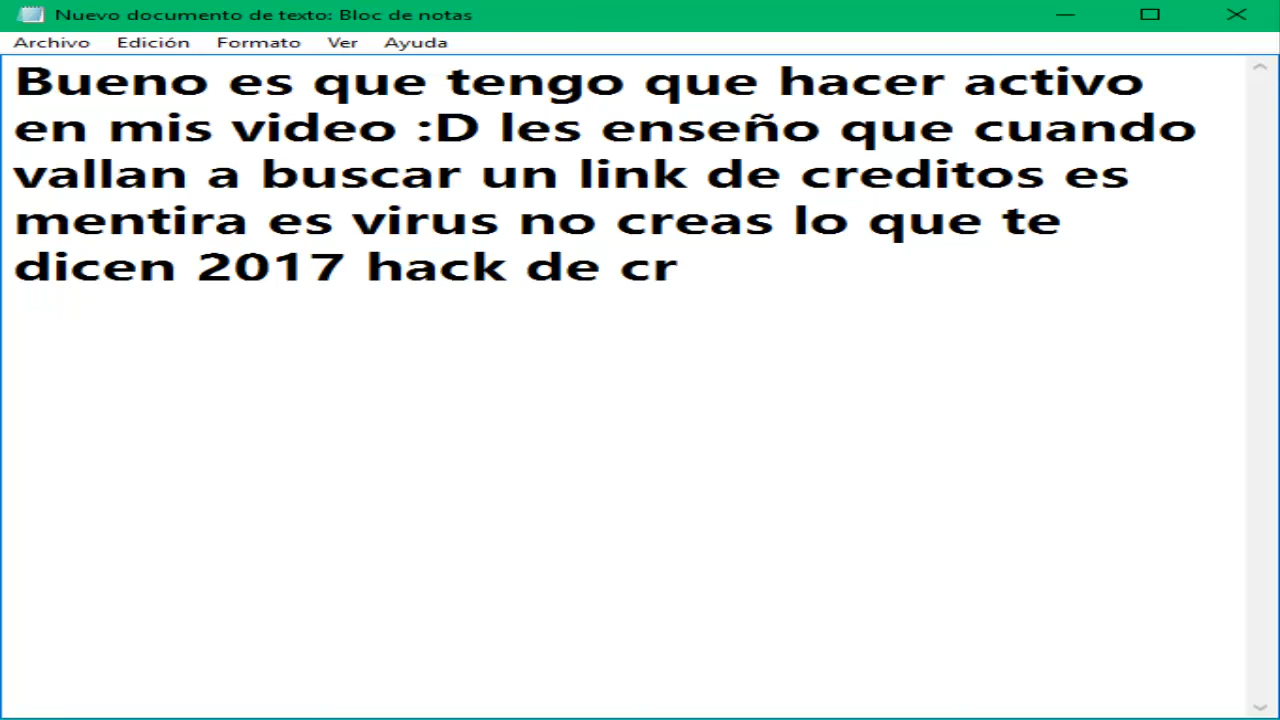 Nuevo documento de texto: Bloc de notas
Archivo Edición Formato Ver Ayuda
Bueno es que tengo que hacer activo
en mis video :D les enseño que cuando
vallan a buscar un link de creditos es
mentira es virus no creas lo que te
dicen 2017 hack de cr